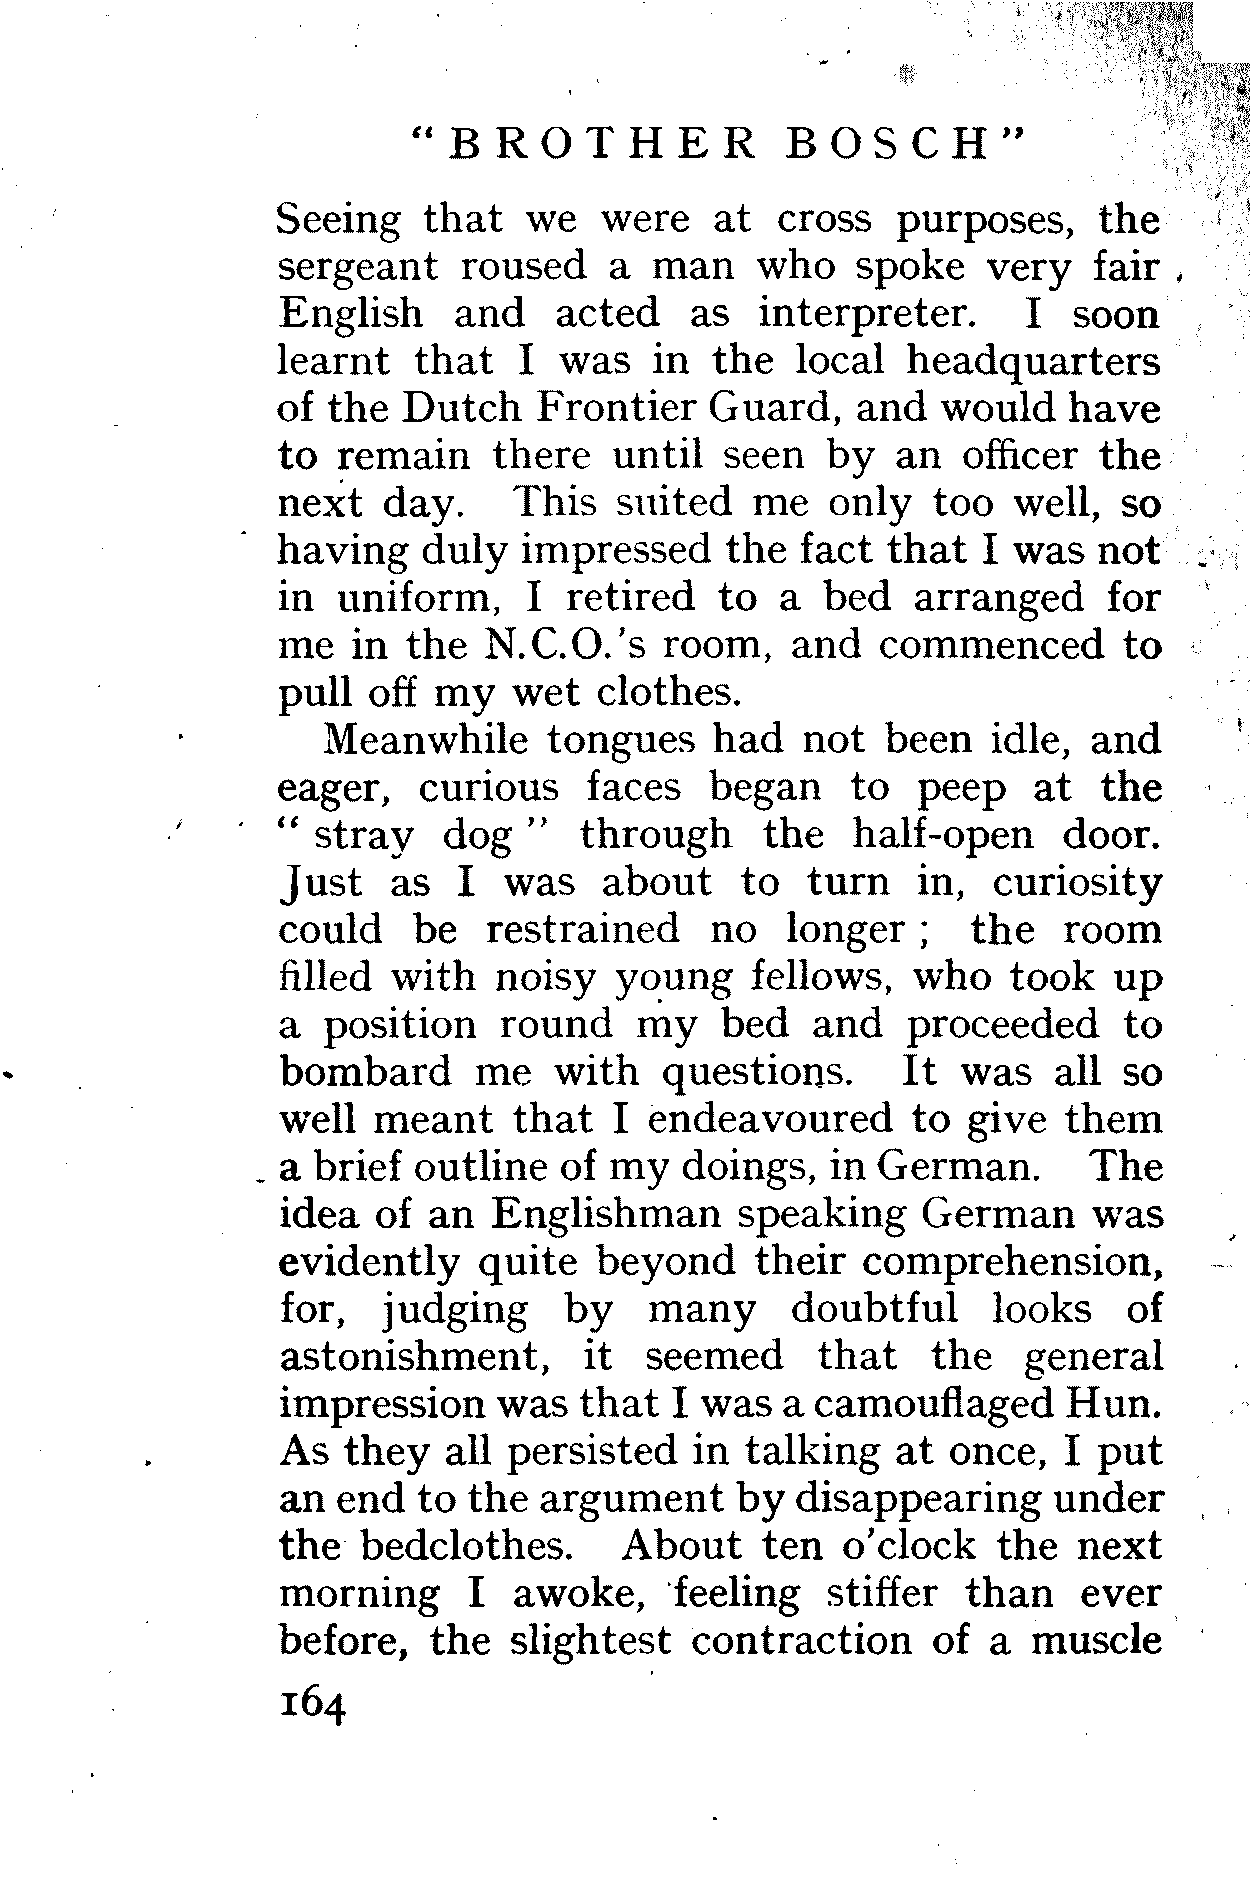 "BROTHER BOSCH"
Seeing that we were at cross purposes, the
sergeant roused a man who spoke very fair
English and acted as interpreter. I soon
learnt that I was in the local headquarters
of the Dutch Frontier Guard, and would have
to remain there until seen by an officer the
next day. This suited me only too well, so
having duly impressed the fact that I was not
in uniform, I retired to a bed arranged for
me in the N.C.O.'s room, and commenced to
pull off my wet clothes.
Meanwhile tongues had not been idle, and
eager, curious faces began to peep at the
" stray dog " through the half-open door.
Just as I was about to turn in, curiosity
could be restrained no longer ; the room
filled with noisy young fellows, who took up
a position round my bed and proceeded to
bombard me with questions. It was all so
well meant that I endeavoured to give them
a brief outline of my doings, in German. The
idea of an Englishman speaking German was
evidently quite beyond their comprehension,
for, judging by many doubtful looks of
astonishment, it seemed that the general
impression was that I was a camouflaged Hun.
As they all persisted in talking at once, I put
an end to the argument by disappearing under
the bedclothes. About ten o'clock the next
morning I awoke, feeling stiffer than ever
before, the slightest contraction of a muscle
164